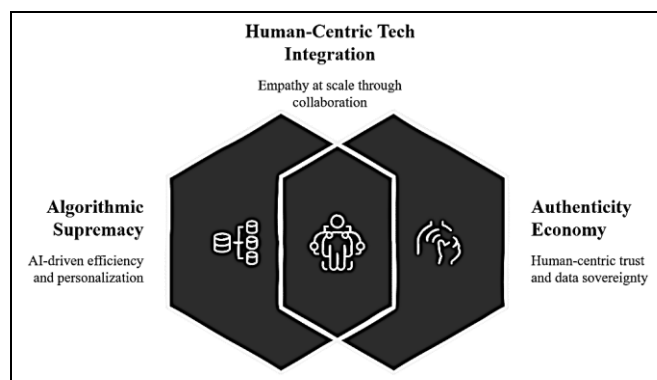 Human-Centric Tech
Integration
Empathy at scale through
collaboration
Algorithmic
Supremacy
AI-driven efficiency
and personalization
Authenticity
Economy
Human-centric trust
and data sovereignty